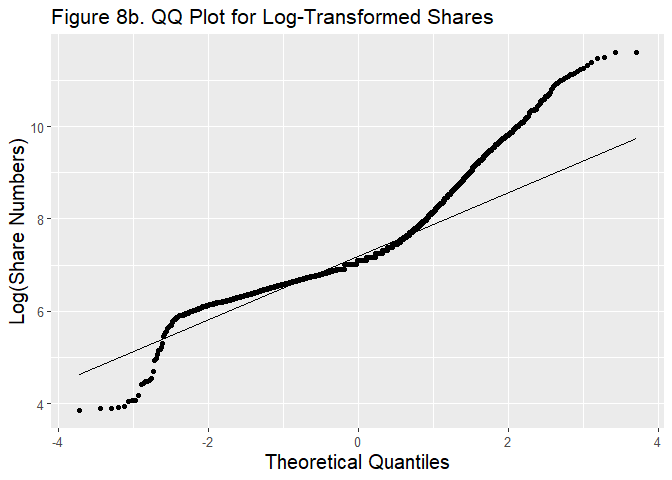 Figure 8b. QQ Plot for Log-Transformed Shares
Log(Share Numbers)
10
8
6
4
-4 -2 0 2 4
Theoretical Quantiles